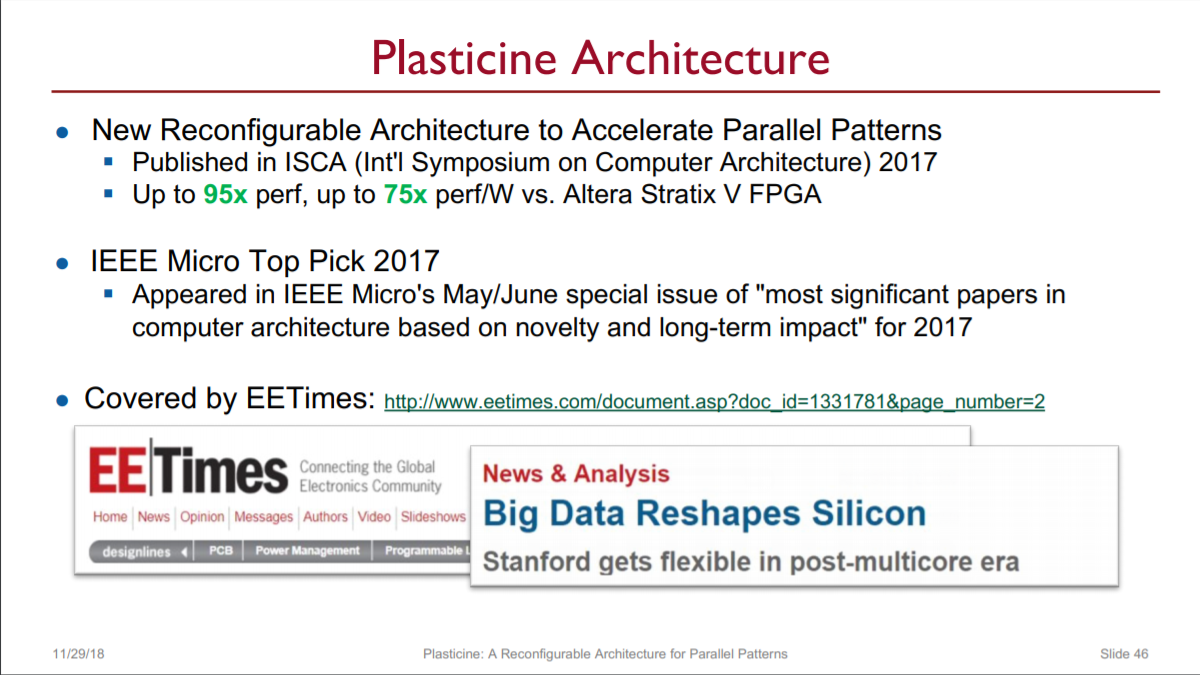 Plasticine Architecture
● New Reconfigurable Architecture to Accelerate Parallel Patterns
▪ Published in ISCA (Int'l Symposium on Computer Architecture) 2017
▪ Up to 95x perf, up to 75x perf/W vs. Altera Stratix V FPGA
● IEEE Micro Top Pick 2017
▪ Appeared in IEEE Micro's May/June special issue of "most significant papers in
computer architecture based on novelty and long-term impact" for 2017
● Covered by EETimes: http://www.eetimes.com/document.asp?doc_id=1331781&page_number=2
EE|Times Connecting the Global
Electronics Community
Home | News | Opinion | Messages | Authors | Video | Slideshows
designlines PCB Power Management Programmable L
News & Analysis
Big Data Reshapes Silicon
Stanford gets flexible in post-multicore era
11/29/18 Plasticine: A Reconfigurable Architecture for Parallel Patterns Slide 46